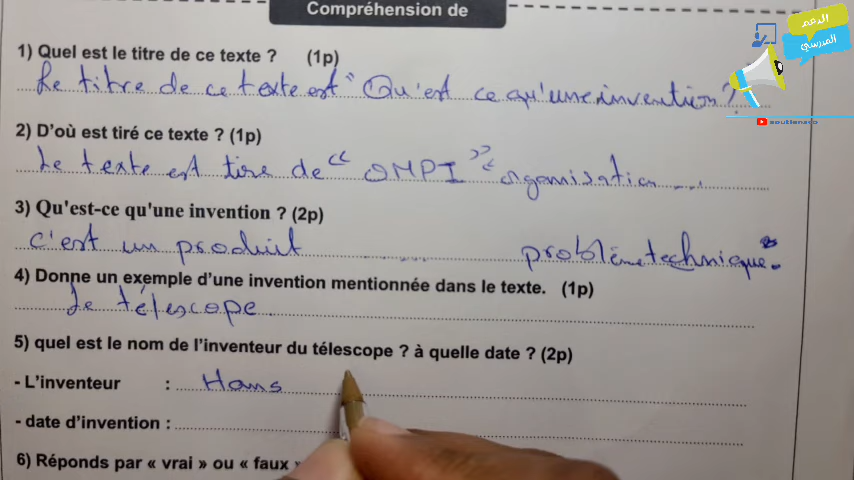 Compréhension de
الدعم
المدرسي
soutienscø
1) Quel est le titre de ce texte ? (1p)
Le titre de ce texte est " Qu'est ce qu'une invention ?
2) D'où est tiré ce texte ? (1p)
Le texte est tire de « OMPI » organisation ....
3) Qu'est-ce qu'une invention ? (2p)
c'est un produit ...... problème technique.
4) Donne un exemple d'une invention mentionnée dans le texte. (1p)
Le télescope
5) quel est le nom de l'inventeur du télescope ? à quelle date ? (2p)
- L'inventeur : Hans
- date d'invention :
6) Réponds par « vrai » ou « faux »